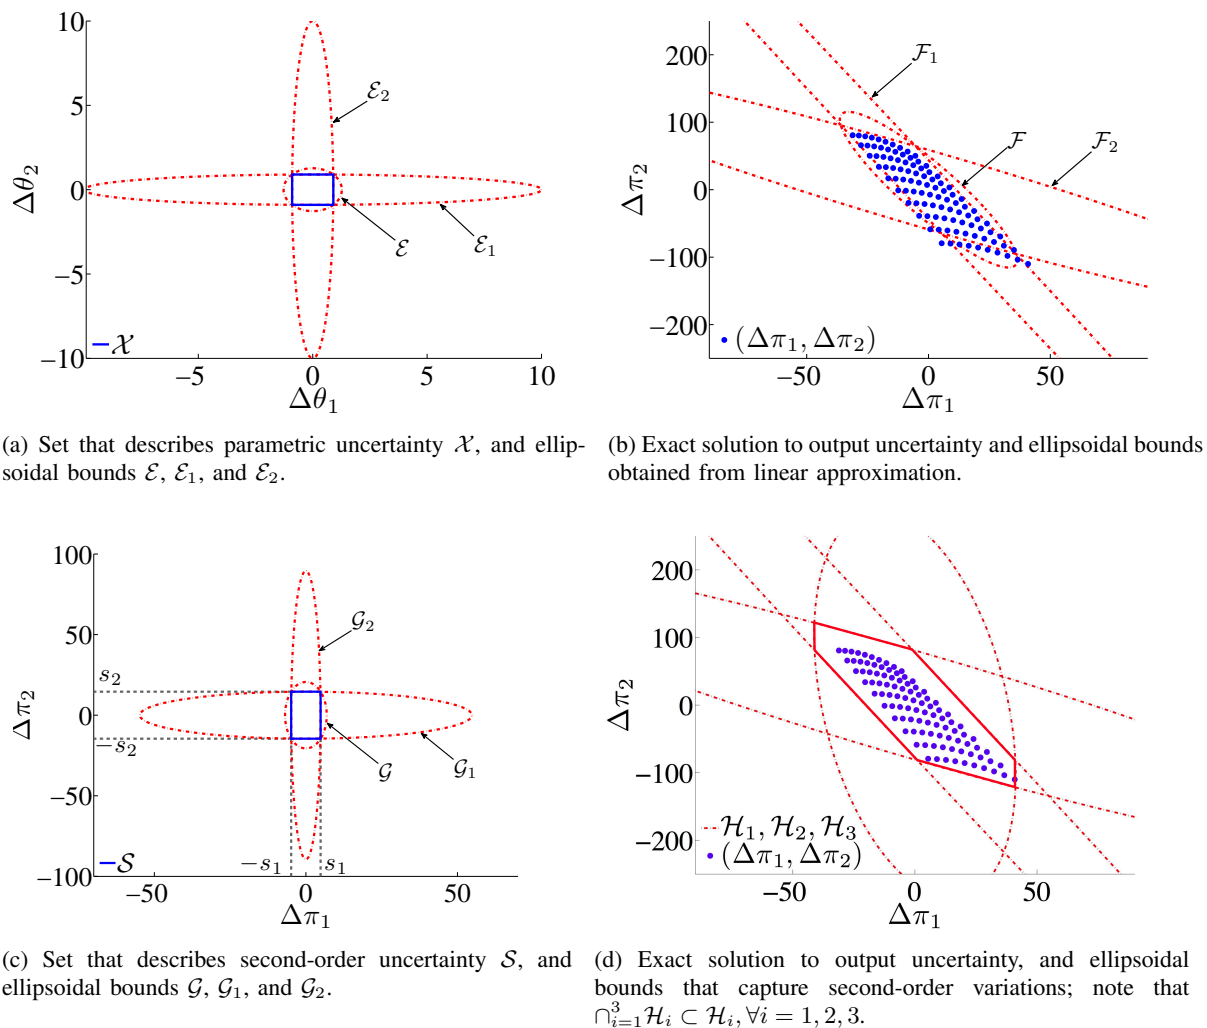 10
5
0
−5
−10
Δθ₂
ℰ₂
ℰ
ℰ₁
𝒳
−5
0
5
10
Δθ₁
200
100
0
−100
−200
Δπ₂
ℱ₁
ℱ
ℱ₂
(Δπ₁, Δπ₂)
−50
0
50
Δπ₁
(a) Set that describes parametric uncertainty 𝒳, and ellip-
soidal bounds ℰ, ℰ₁, and ℰ₂.
(b) Exact solution to output uncertainty and ellipsoidal bounds
obtained from linear approximation.
100
50
0
−50
−100
Δπ₂
s₂
−s₂
𝒢₂
𝒢
𝒢₁
−s₁
s₁
𝒮
−50
0
50
Δπ₁
200
100
0
−100
−200
Δπ₂
ℋ₁, ℋ₂, ℋ₃
(Δπ₁, Δπ₂)
−50
0
50
Δπ₁
(c) Set that describes second-order uncertainty 𝒮, and
ellipsoidal bounds 𝒢, 𝒢₁, and 𝒢₂.
(d) Exact solution to output uncertainty, and ellipsoidal
bounds that capture second-order variations; note that
∩³ᵢ₌₁ℋᵢ ⊂ ℋᵢ, ∀i = 1, 2, 3.